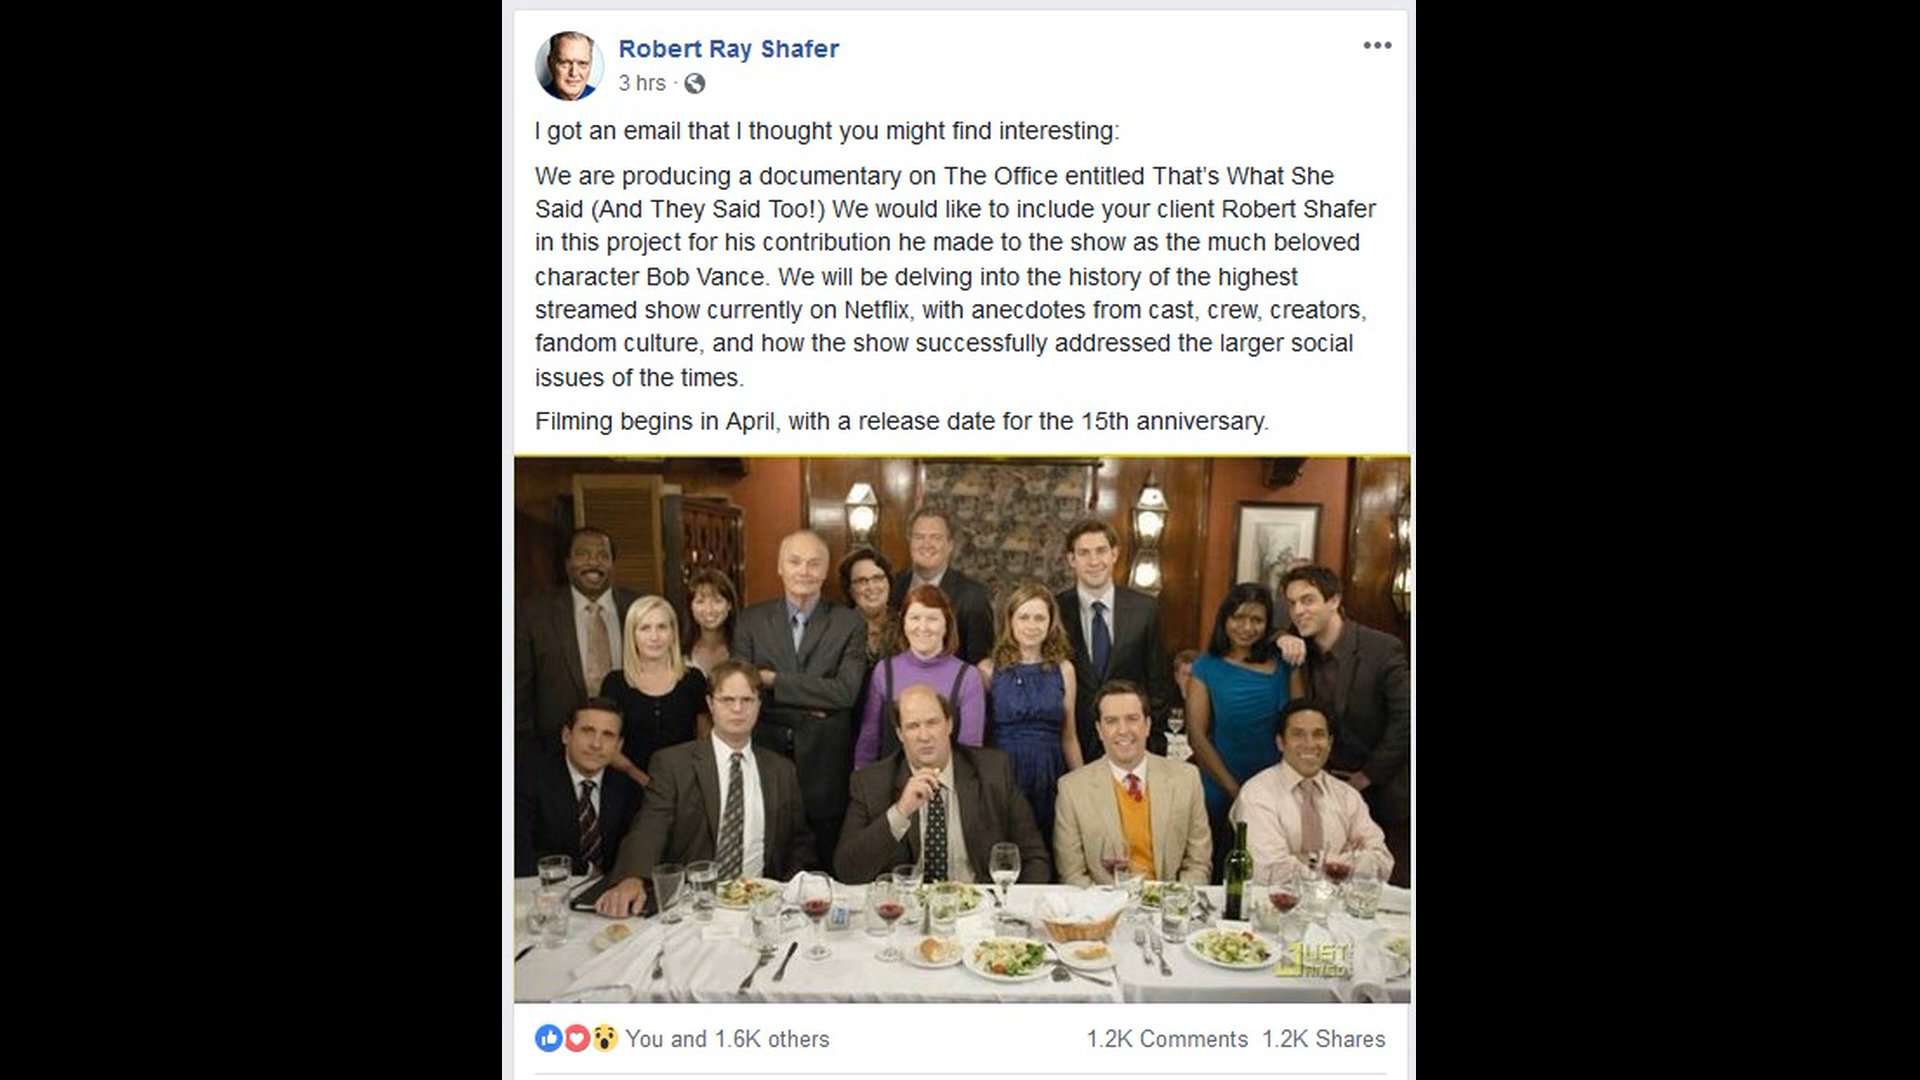 Robert Ray Shafer
3 hrs ·
I got an email that I thought you might find interesting:
We are producing a documentary on The Office entitled That's What She
Said (And They Said Too!) We would like to include your client Robert Shafer
in this project for his contribution he made to the show as the much beloved
character Bob Vance. We will be delving into the history of the highest
streamed show currently on Netflix, with anecdotes from cast, crew, creators,
fandom culture, and how the show successfully addressed the larger social
issues of the times.
Filming begins in April, with a release date for the 15th anniversary.
You and 1.6K others
1.2K Comments 1.2K Shares